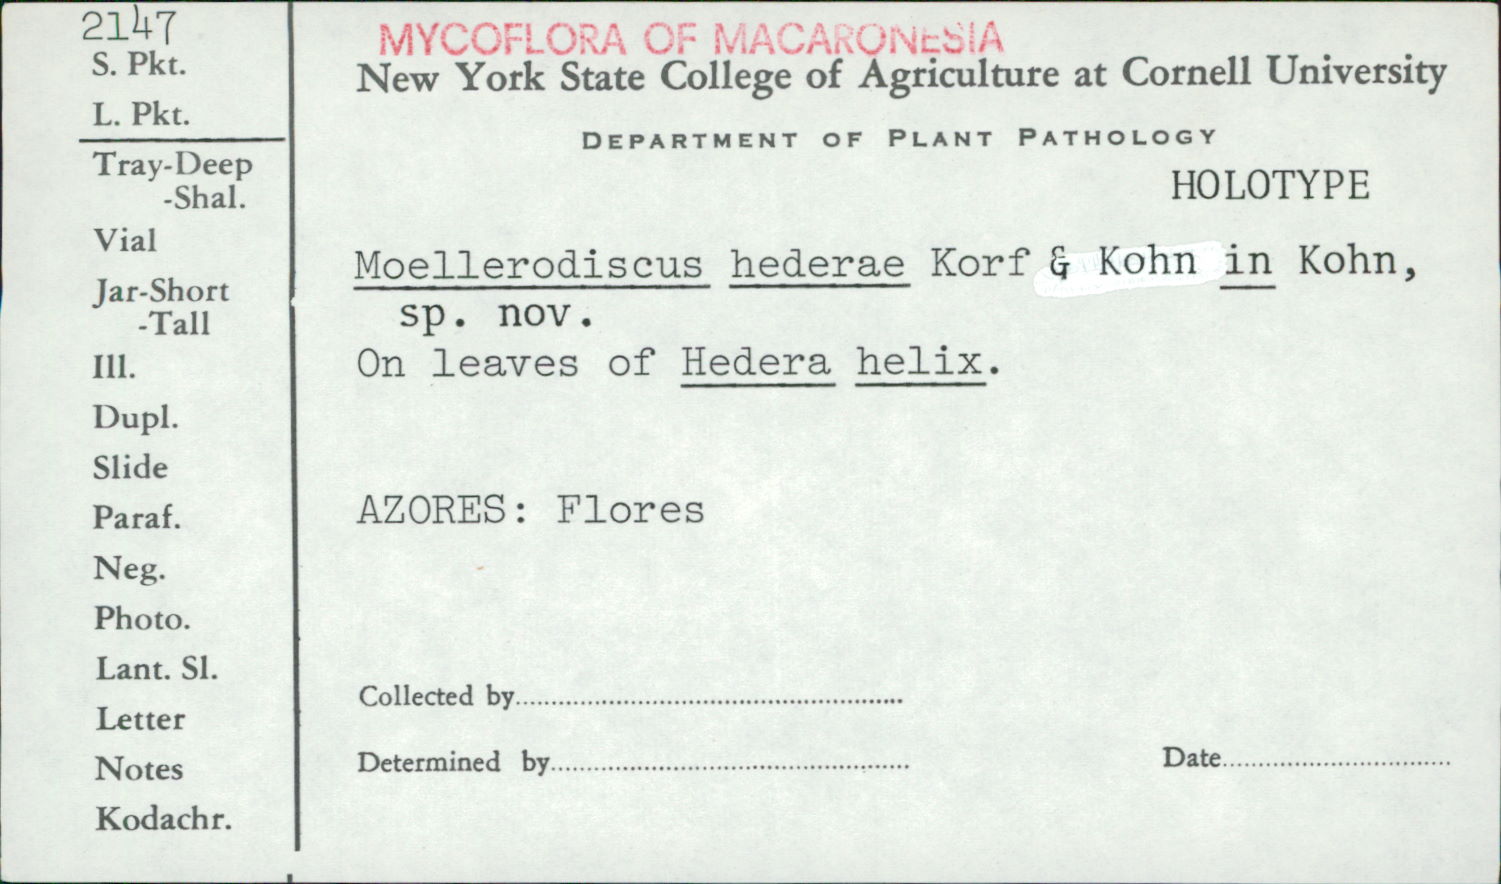 2147
S. Pkt.
L. Pkt.
Tray-Deep
-Shal.
Vial
Jar-Short
-Tall
Ill.
Dupl.
Slide
Paraf.
Neg.
Photo.
Lant. Sl.
Letter
Notes
Kodachr.
MYCOFLORA OF MACARONESIA
New York State College of Agriculture at Cornell University
DEPARTMENT OF PLANT PATHOLOGY
HOLOTYPE
Moellerodiscus hederae Korf & Kohn in Kohn,
sp. nov.
On leaves of Hedera helix.
AZORES: Flores
Collected by
Determined by
Date